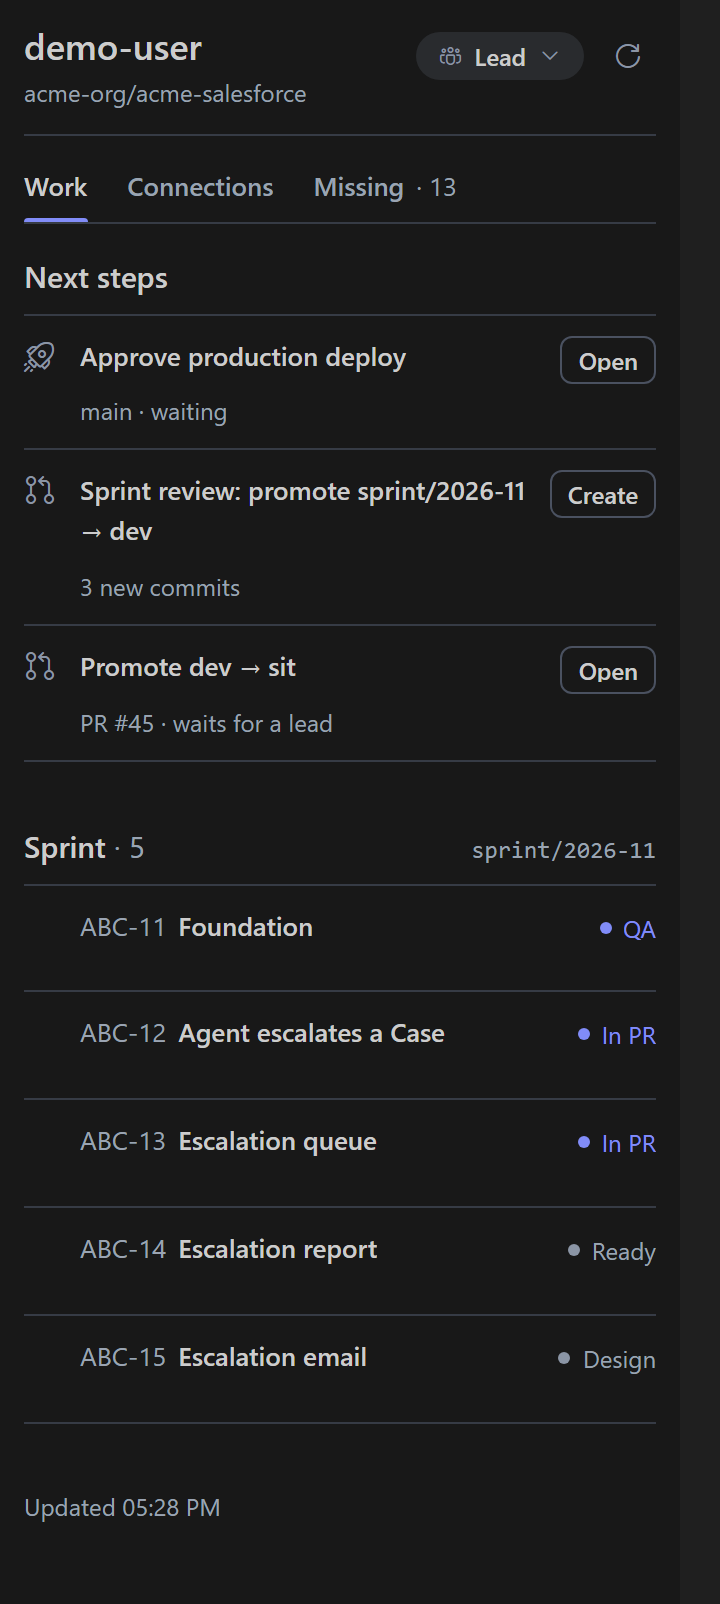 demo-user
Lead
acme-org/acme-salesforce
Work Connections Missing · 13
Next steps
Approve production deploy
Open
main · waiting
Sprint review: promote sprint/2026-11
→ dev
Create
3 new commits
Promote dev → sit
Open
PR #45 · waits for a lead
Sprint · 5
sprint/2026-11
ABC-11 Foundation
QA
ABC-12 Agent escalates a Case
In PR
ABC-13 Escalation queue
In PR
ABC-14 Escalation report
Ready
ABC-15 Escalation email
Design
Updated 05:28 PM